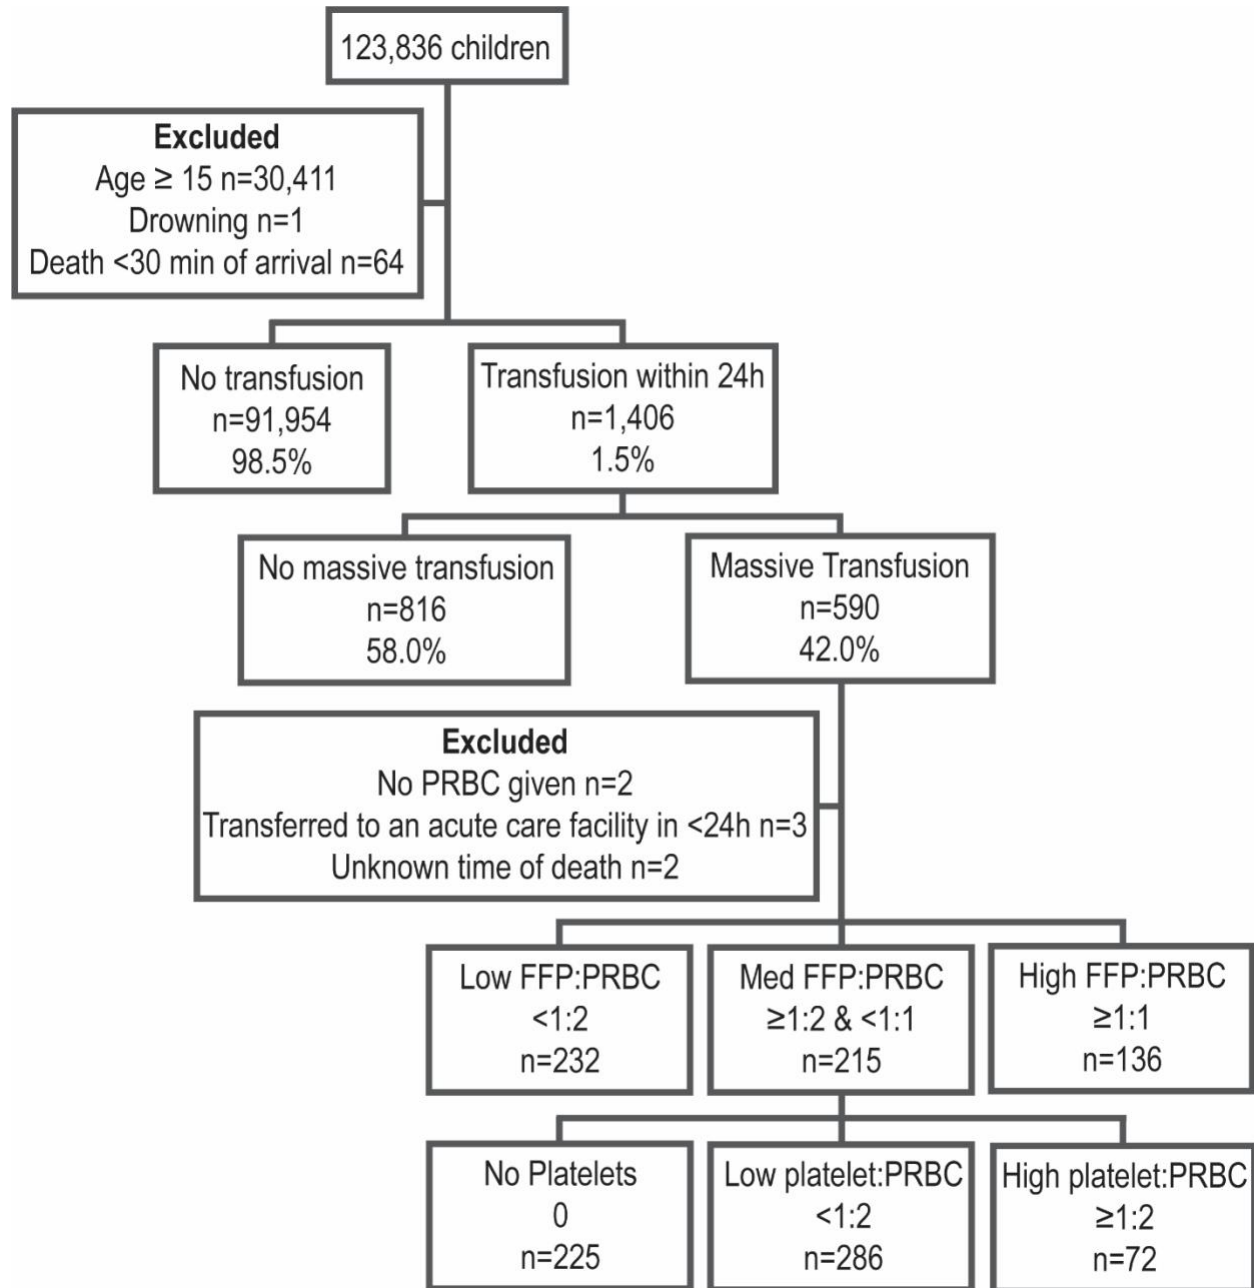 123,836 children
Excluded
Age ≥ 15 n=30,411
Drowning n=1
Death <30 min of arrival n=64
No transfusion
n=91,954
98.5%
Transfusion within 24h
n=1,406
1.5%
No massive transfusion
n=816
58.0%
Massive Transfusion
n=590
42.0%
Excluded
No PRBC given n=2
Transferred to an acute care facility in <24h n=3
Unknown time of death n=2
Low FFP:PRBC
<1:2
n=232
Med FFP:PRBC
≥1:2 & <1:1
n=215
High FFP:PRBC
≥1:1
n=136
No Platelets
0
n=225
Low platelet:PRBC
<1:2
n=286
High platelet:PRBC
≥1:2
n=72